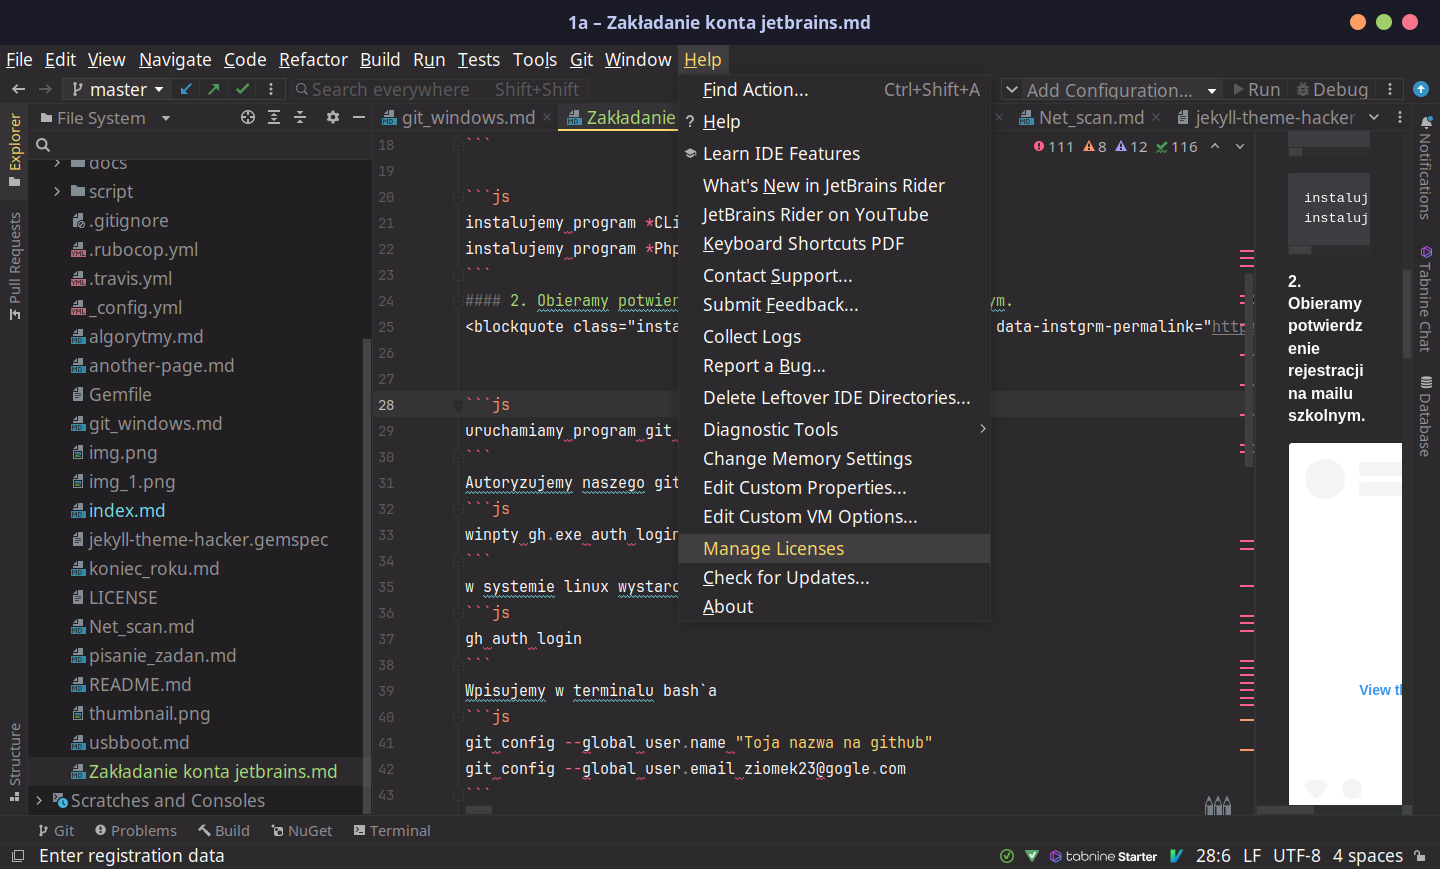 1a – Zakładanie konta jetbrains.md
File Edit View Navigate Code Refactor Build Run Tests Tools Git Window Help
master
Search everywhere Shift+Shift
Add Configuration...
Run
Debug
Explorer
Pull Requests
Structure
File System
docs
script
.gitignore
.rubocop.yml
.travis.yml
_config.yml
algorytmy.md
another-page.md
Gemfile
git_windows.md
img.png
img_1.png
index.md
jekyll-theme-hacker.gemspec
koniec_roku.md
LICENSE
Net_scan.md
pisanie_zadan.md
README.md
thumbnail.png
usbboot.md
Zakładanie konta jetbrains.md
Scratches and Consoles
git_windows.md
Zakładanie
Net_scan.md
jekyll-theme-hacker
111 8 12 116
18 ```
19
20 ```js
21 instalujemy program *CLi
22 instalujemy program *Php
23 ```
24 #### 2. Obieramy potwier
ym.
25 <blockquote class="insta
data-instgrm-permalink="http
26
27
28 ```js
29 uruchamiamy program git
30 ```
31 Autoryzujemy naszego git
32 ```js
33 winpty gh.exe auth login
34 ```
35 w systemie linux wystarc
36 ```js
37 gh auth login
38 ```
39 Wpisujemy w terminalu bash`a
40 ```js
41 git config --global user.name "Toja nazwa na github"
42 git config --global user.email ziomek23@gogle.com
43 ```
Find Action... Ctrl+Shift+A
? Help
Learn IDE Features
What's New in JetBrains Rider
JetBrains Rider on YouTube
Keyboard Shortcuts PDF
Contact Support...
Submit Feedback...
Collect Logs
Report a Bug...
Delete Leftover IDE Directories...
Diagnostic Tools
Change Memory Settings
Edit Custom Properties...
Edit Custom VM Options...
Manage Licenses
Check for Updates...
About
instaluj
instaluj
2.
Obieramy
potwierdz
enie
rejestracji
na mailu
szkolnym.
View th
Notifications
Tabnine Chat
Database
Git
Problems
Build
NuGet
Terminal
Enter registration data
tabnine Starter
28:6 LF UTF-8 4 spaces